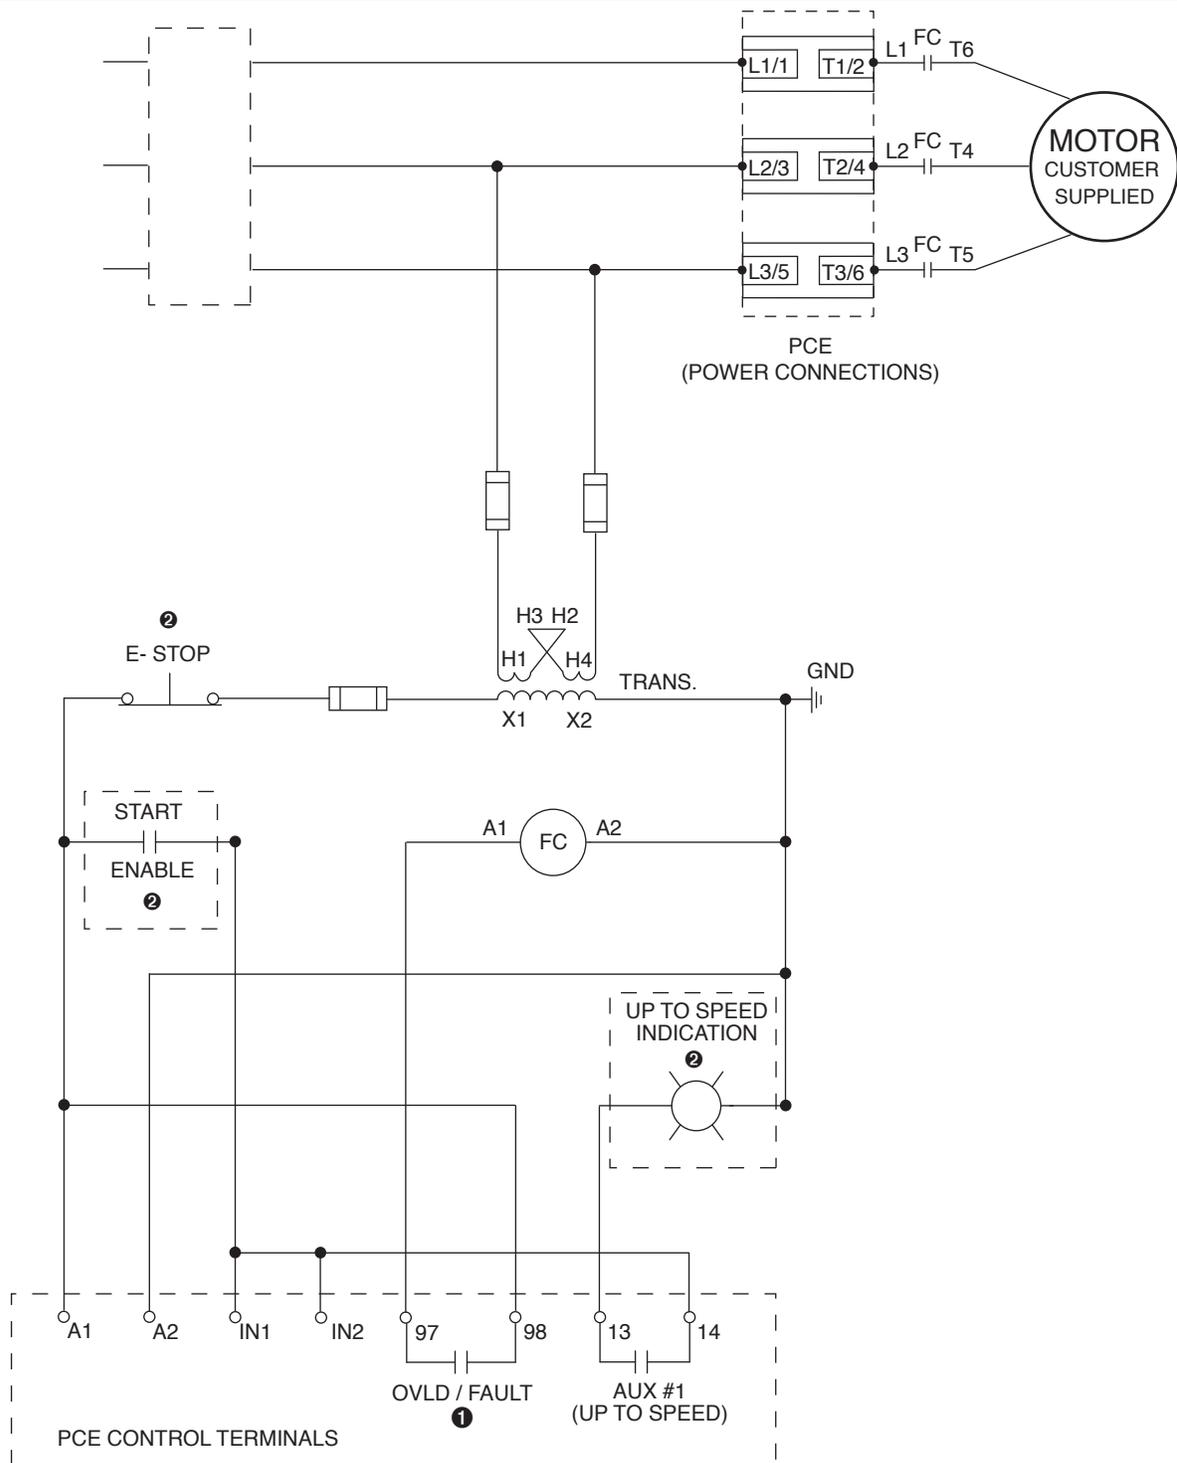 L1/1
T1/2
L1
FC
T6
MOTOR
CUSTOMER
SUPPLIED
L2/3
T2/4
L2
FC
T4
L3/5
T3/6
L3
FC
T5
PCE
(POWER CONNECTIONS)
❷
E- STOP
H3 H2
H1
H4
TRANS.
GND
X1
X2
START
ENABLE
❷
A1
FC
A2
UP TO SPEED
INDICATION
❷
A1
A2
IN1
IN2
97
98
13
14
OVLD / FAULT
❶
AUX #1
(UP TO SPEED)
PCE CONTROL TERMINALS